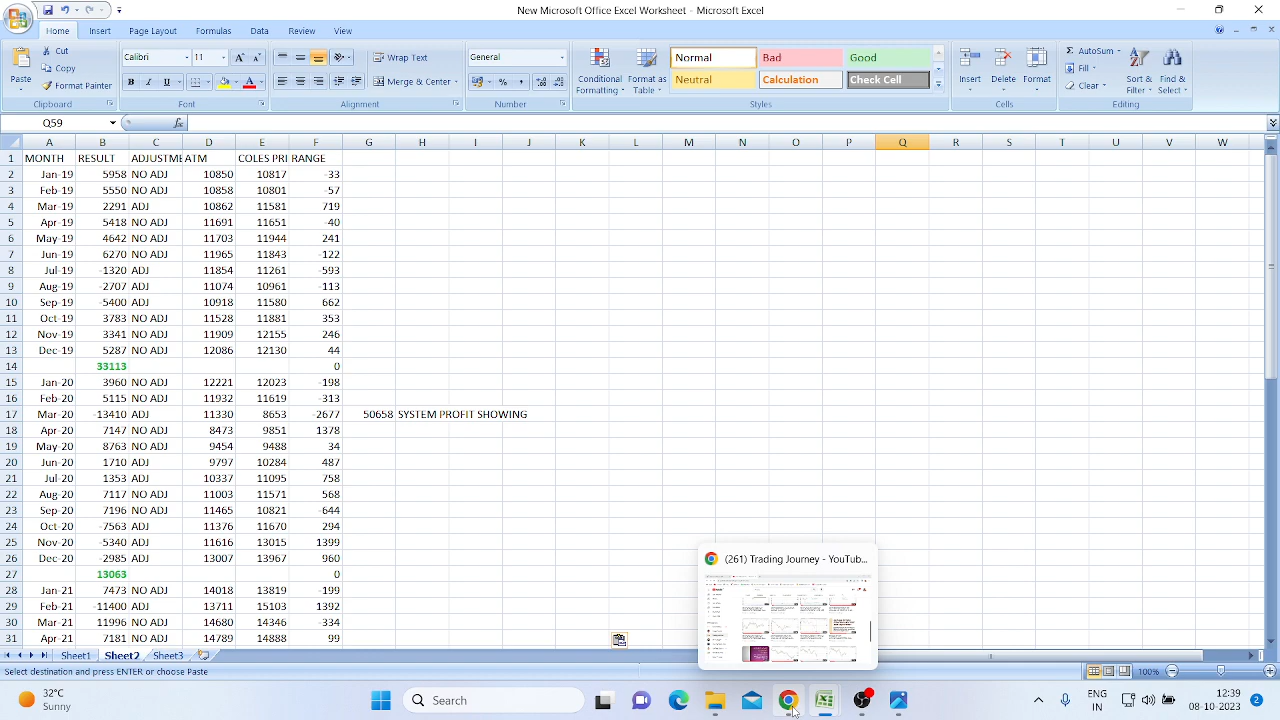 New Microsoft Office Excel Worksheet - Microsoft Excel
Home Insert Page Layout Formulas Data Review View
Paste Cut Copy Format Painter Clipboard
Calibri 11 Font
Wrap Text Merge & Center Alignment
General Number
Conditional Formatting Format as Table Normal Bad Good Neutral Calculation Check Cell Styles
Insert Delete Format Cells
AutoSum Fill Clear Sort & Filter Find & Select Editing
Q59
A B C D E F G H I J L M N O P Q R S T U V W
1 MONTH RESULT ADJUSTME ATM COLES PRI RANGE
2 Jan-19 5958 NO ADJ 10850 10817 -33
3 Feb-19 5550 NO ADJ 10858 10801 -57
4 Mar-19 2291 ADJ 10862 11581 719
5 Apr-19 5418 NO ADJ 11691 11651 -40
6 May-19 4642 NO ADJ 11703 11944 241
7 Jun-19 6270 NO ADJ 11965 11843 -122
8 Jul-19 -1320 ADJ 11854 11261 -593
9 Aug-19 -2707 ADJ 11074 10961 -113
10 Sep-19 -5400 ADJ 10918 11580 662
11 Oct-19 3783 NO ADJ 11528 11881 353
12 Nov-19 3341 NO ADJ 11909 12155 246
13 Dec-19 5287 NO ADJ 12086 12130 44
14 33113 0
15 Jan-20 3960 NO ADJ 12221 12023 -198
16 Feb-20 5115 NO ADJ 11932 11619 -313
17 Mar-20 -13410 ADJ 11330 8653 -2677 50658 SYSTEM PROFIT SHOWING
18 Apr-20 7147 NO ADJ 8473 9851 1378
19 May-20 8763 NO ADJ 9454 9488 34
20 Jun-20 1710 ADJ 9797 10284 487
21 Jul-20 1353 ADJ 10337 11095 758
22 Aug-20 7117 NO ADJ 11003 11571 568
23 Sep-20 7196 NO ADJ 11465 10821 -644
24 Oct-20 -7563 ADJ 11376 11670 294
25 Nov-20 -5340 ADJ 11616 13015 1399
26 Dec-20 -2985 ADJ 13007 13967 960
27 13063 0
28 Jan-21 7473 NO ADJ 14018
29 Feb-21 ADJ 13711 15103
30 Mar-21 NO ADJ 14680 14346 -334
31 Apr-21 7181 NO ADJ 14789 14888 99
(261) Trading Journey - YouTub...
Sheet1 Sheet2
Select destination and press ENTER or choose Paste
100%
32°C
Sunny
Search
ENG
IN
12:39
08-10-2023
2